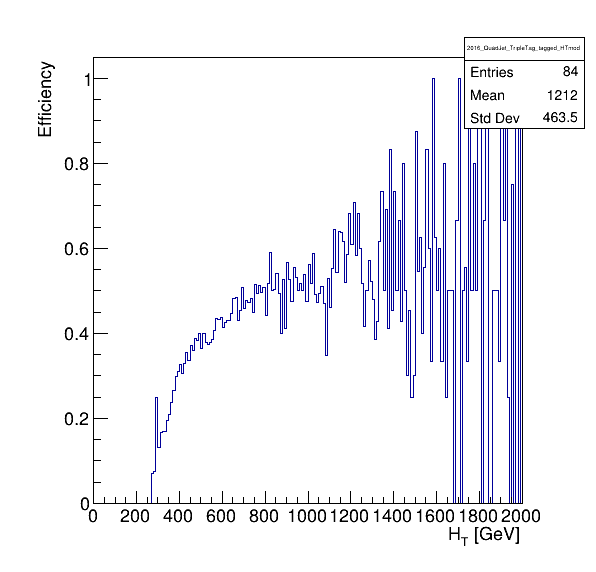 2016_QuadJet_TripleTag_tagged_HTmod
Entries 84
Mean 1212
Std Dev 463.5
Efficiency
1
0.8
0.6
0.4
0.2
0
0 200 400 600 800 1000 1200 1400 1600 1800 2000
H_T [GeV]